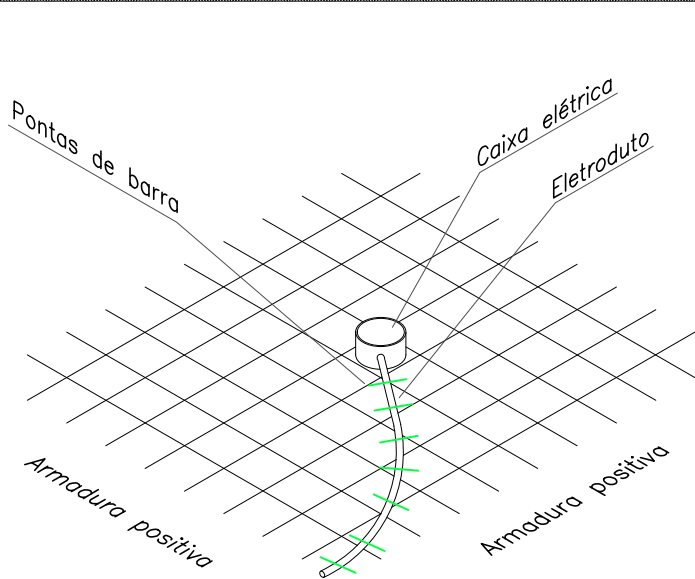 Pontas de barra
Caixa elétrica
Eletroduto
Armadura positiva
Armadura positiva